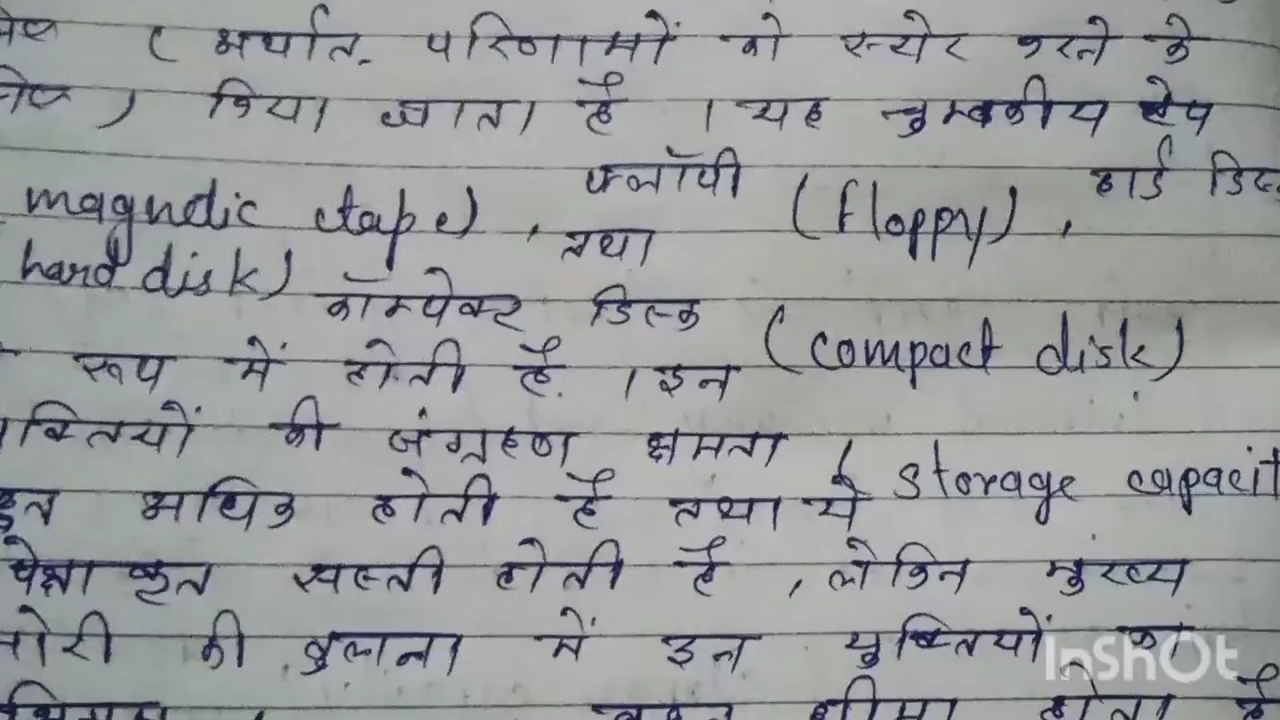 ( अर्थात. परिणामों को स्टोर करने के
) किया जाता है । यह चुम्बकीय टेप
magnetic tape) , फ्लॉपी (floppy) , हार्ड डिस्क
hard disk) तथा
कॉम्पेक्ट डिस्क (compact disk)
रूप में होती है. । इन
क्तियों की संग्रहण क्षमता ( storage capacit
अधिक होती है तथा ये
पेक्षा कृत सस्ती होती है , लेकिन मुख्य
मोरी की तुलना में इन युक्तियों का
धीमा होता है
InShOt